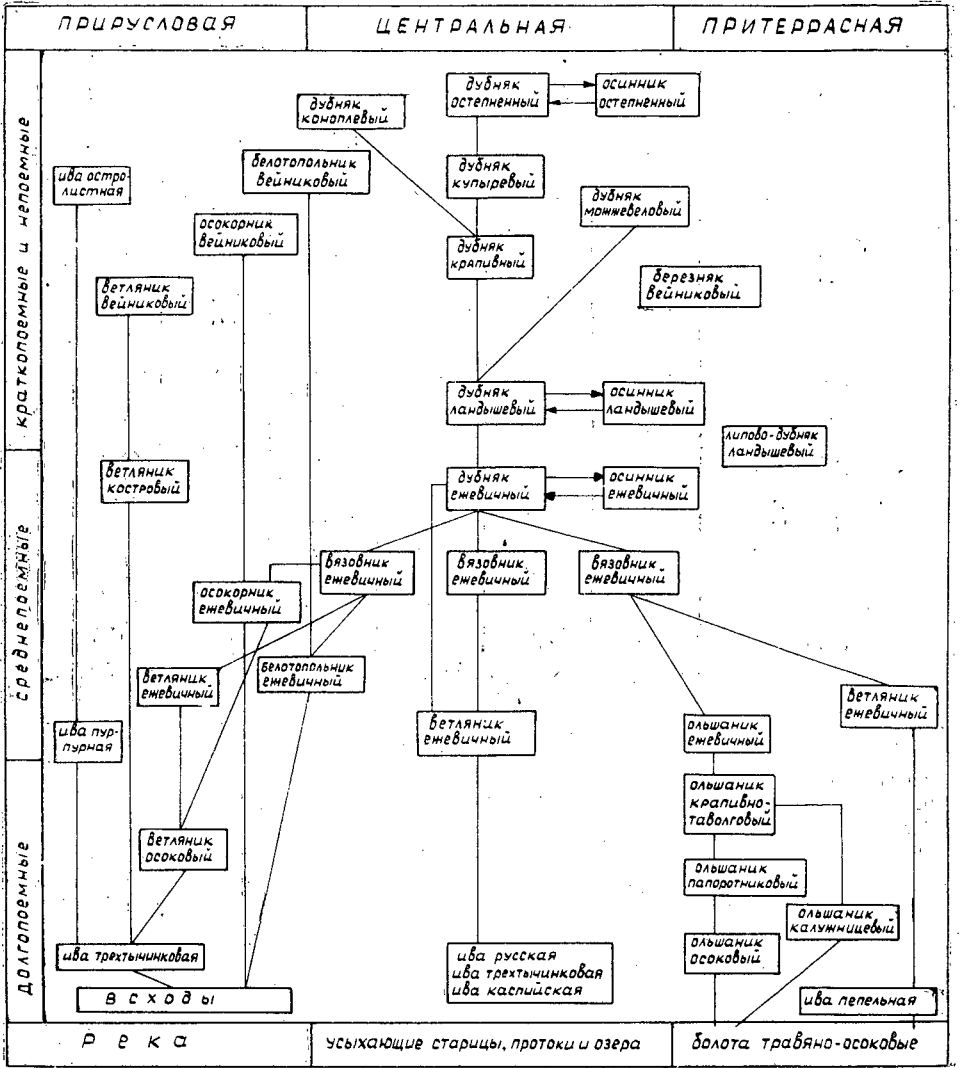 ПРИРУСЛОВАЯ
ЦЕНТРАЛЬНАЯ
ПРИТЕРРАСНАЯ
краткопоемные и непоемные
среднепоемные
долгопоемные
дубняк
остепненный
осинник
остепненный
дубняк
коноплевый
белотопольник
вейниковый
дубняк
купыревый
ива остро-
листная
дубняк
можжевеловый
осокорник
вейниковый
дубняк
крапивный
березняк
вейниковый
ветляник
вейниковый
дубняк
ландышевый
осинник
ландышевый
липово-дубняк
ландышевый
ветляник
костровый
дубняк
ежевичный
осинник
ежевичный
вязовник
ежевичный
вязовник
ежевичный
вязовник
ежевичный
осокорник
ежевичный
ветляник
ежевичный
белотопольник
ежевичный
ветляник
ежевичный
ива пур-
пурная
ветляник
ежевичный
ольшаник
ежевичный
ольшаник
крапивно-
таволговый
ветляник
осоковый
ольшаник
папоротниковый
ольшаник
калужницевый
ива трехтычинковая
ива русская
ива трехтычинковая
ива каспийская
ольшаник
осоковый
всходы
ива пепельная
Река
усыхающие старицы, протоки и озера
болота травяно-осоковые